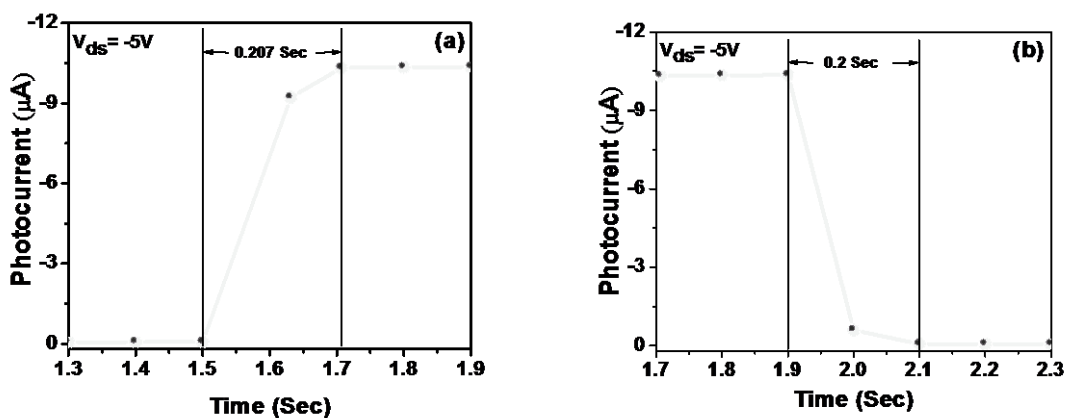 -12
V_ds= -5V
(a)
0.207 Sec
-9
-6
-3
0
Photocurrent (μA)
1.3 1.4 1.5 1.6 1.7 1.8 1.9
Time (Sec)
-12
V_ds= -5V
(b)
0.2 Sec
-9
-6
-3
0
Photocurrent (μA)
1.7 1.8 1.9 2.0 2.1 2.2 2.3
Time (Sec)